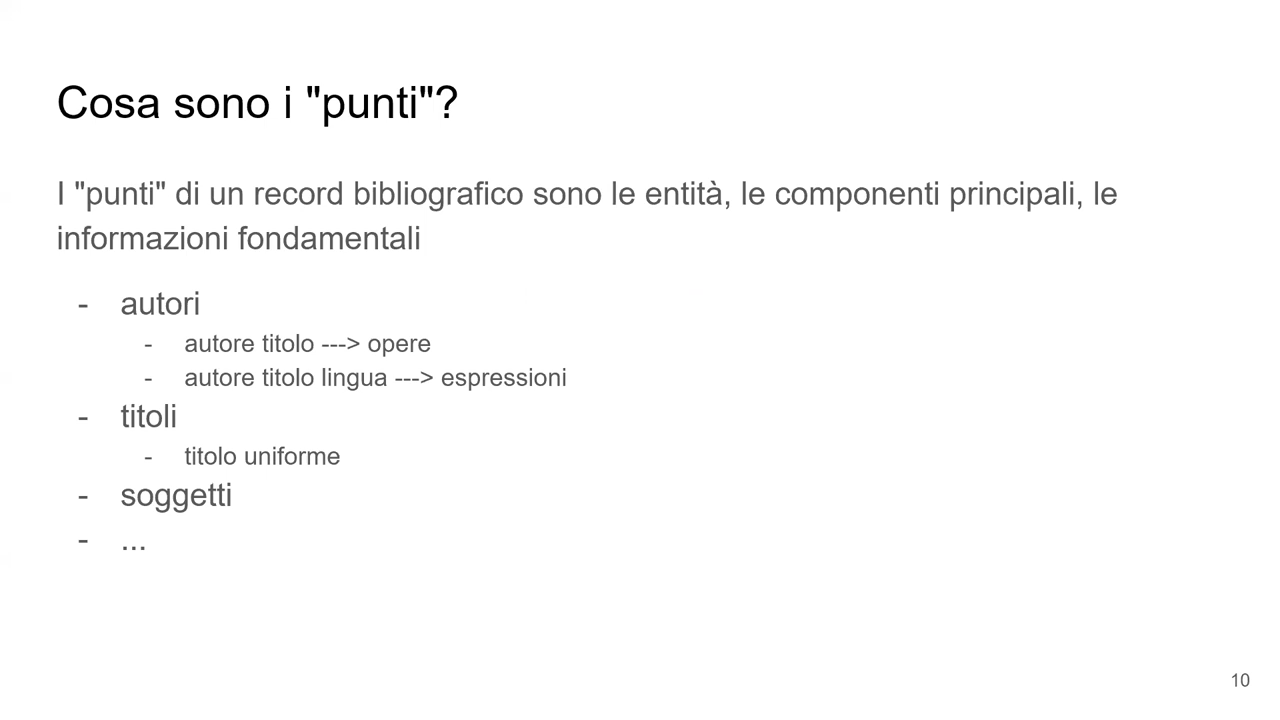 Cosa sono i "punti"?
I "punti" di un record bibliografico sono le entità, le componenti principali, le
informazioni fondamentali
- autori
- autore titolo ---> opere
- autore titolo lingua ---> espressioni
- titoli
- titolo uniforme
- soggetti
- ...
10